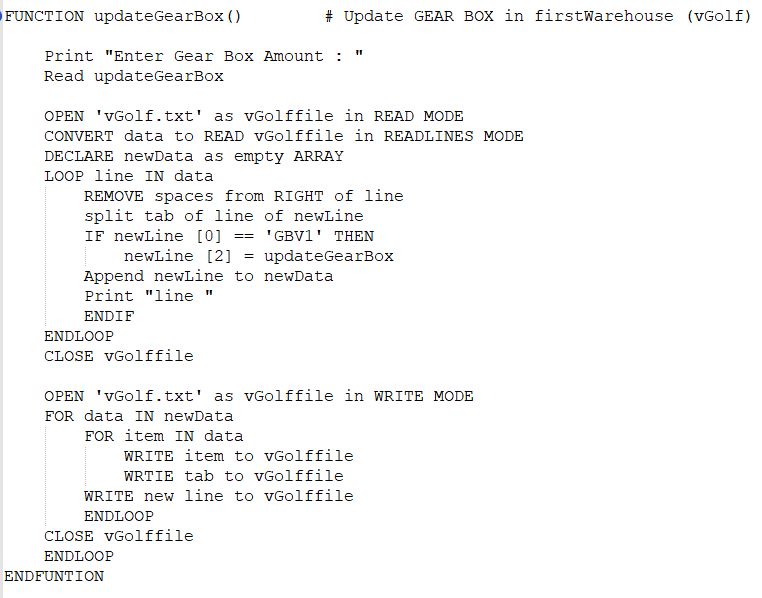 FUNCTION updateGearBox() # Update GEAR BOX in firstWarehouse (vGolf)
Print "Enter Gear Box Amount : "
Read updateGearBox
OPEN 'vGolf.txt' as vGolffile in READ MODE
CONVERT data to READ vGolffile in READLINES MODE
DECLARE newData as empty ARRAY
LOOP line IN data
REMOVE spaces from RIGHT of line
split tab of line of newLine
IF newLine [0] == 'GBV1' THEN
newLine [2] = updateGearBox
Append newLine to newData
Print "line "
ENDIF
ENDLOOP
CLOSE vGolffile
OPEN 'vGolf.txt' as vGolffile in WRITE MODE
FOR data IN newData
FOR item IN data
WRITE item to vGolffile
WRTIE tab to vGolffile
WRITE new line to vGolffile
ENDLOOP
CLOSE vGolffile
ENDLOOP
ENDFUNTION